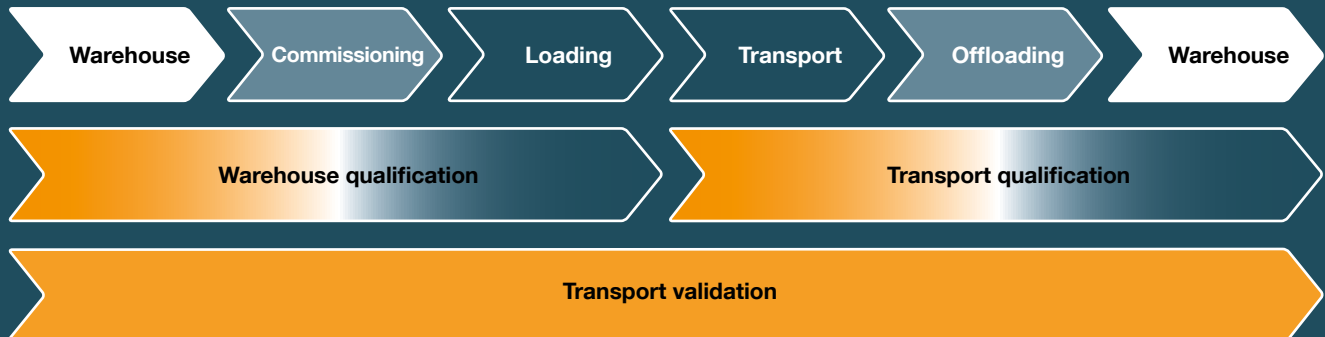 Warehouse
Commissioning
Loading
Transport
Offloading
Warehouse
Warehouse qualification
Transport qualification
Transport validation